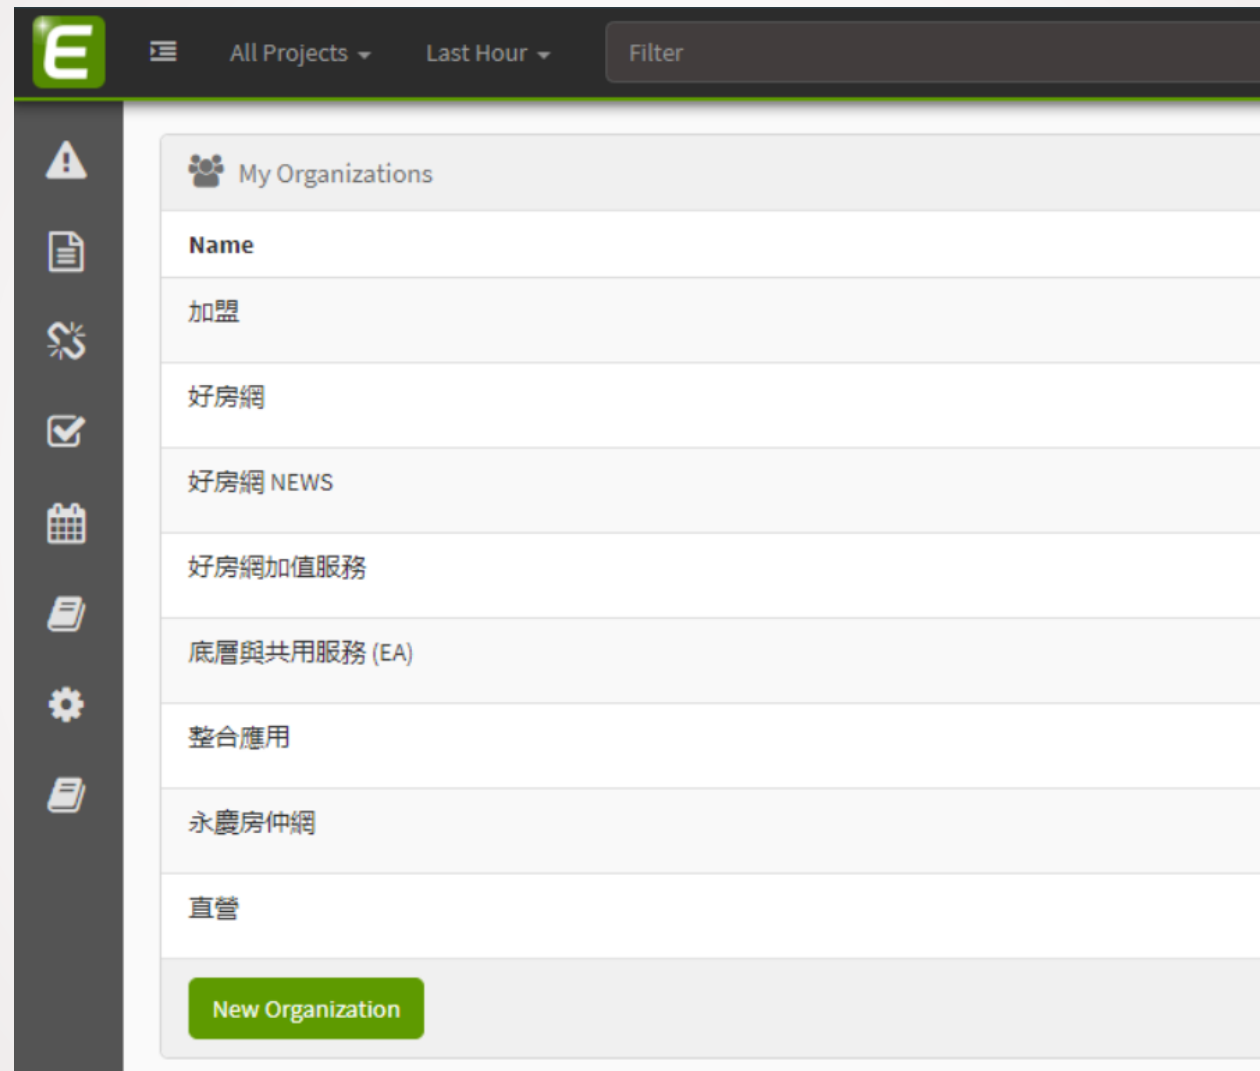 E
All Projects
Last Hour
Filter
My Organizations
Name
加盟
好房網
好房網 NEWS
好房網加值服務
底層與共用服務 (EA)
整合應用
永慶房仲網
直營
New Organization